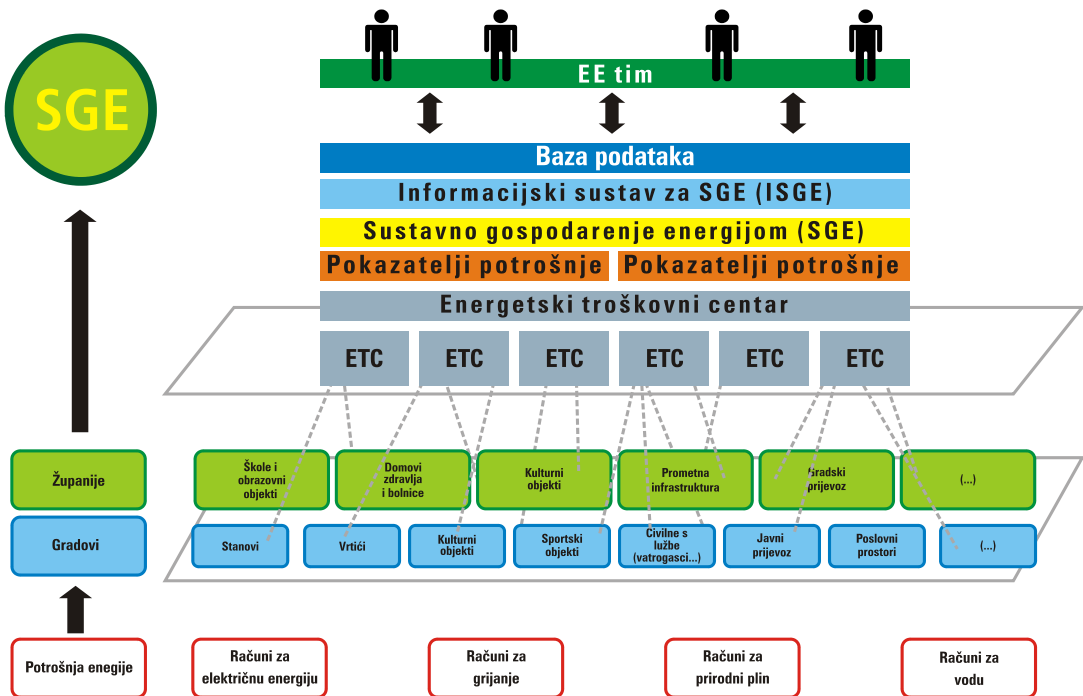 EE tim
SGE
Baza podataka
Informacijski sustav za SGE (ISGE)
Sustavno gospodarenje energijom (SGE)
Pokazatelji potrošnje
Pokazatelji potrošnje
Energetski troškovni centar
ETC
ETC
ETC
ETC
ETC
ETC
Županije
Škole i
obrazovni
objekti
Domovi
zdravlja
i bolnice
Kulturni
objekti
Prometna
infrastruktura
Gradski
prijevoz
(...)
Gradovi
Stanovi
Vrtići
Kulturni
objekti
Sportski
objekti
Civilne s
lužbe
(vatrogasci...)
Javni
prijevoz
Poslovni
prostori
(...)
Potrošnja enegije
Računi za
električnu energiju
Računi za
grijanje
Računi za
prirodni plin
Računi za
vodu